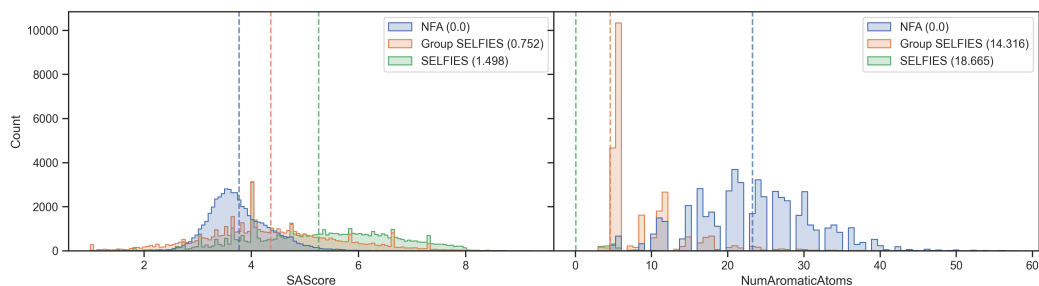 NFA (0.0)
Group SELFIES (0.752)
SELFIES (1.498)
NFA (0.0)
Group SELFIES (14.316)
SELFIES (18.665)
Count
10000
8000
6000
4000
2000
0
2 4 6 8
0 10 20 30 40 50 60
SAScore
NumAromaticAtoms